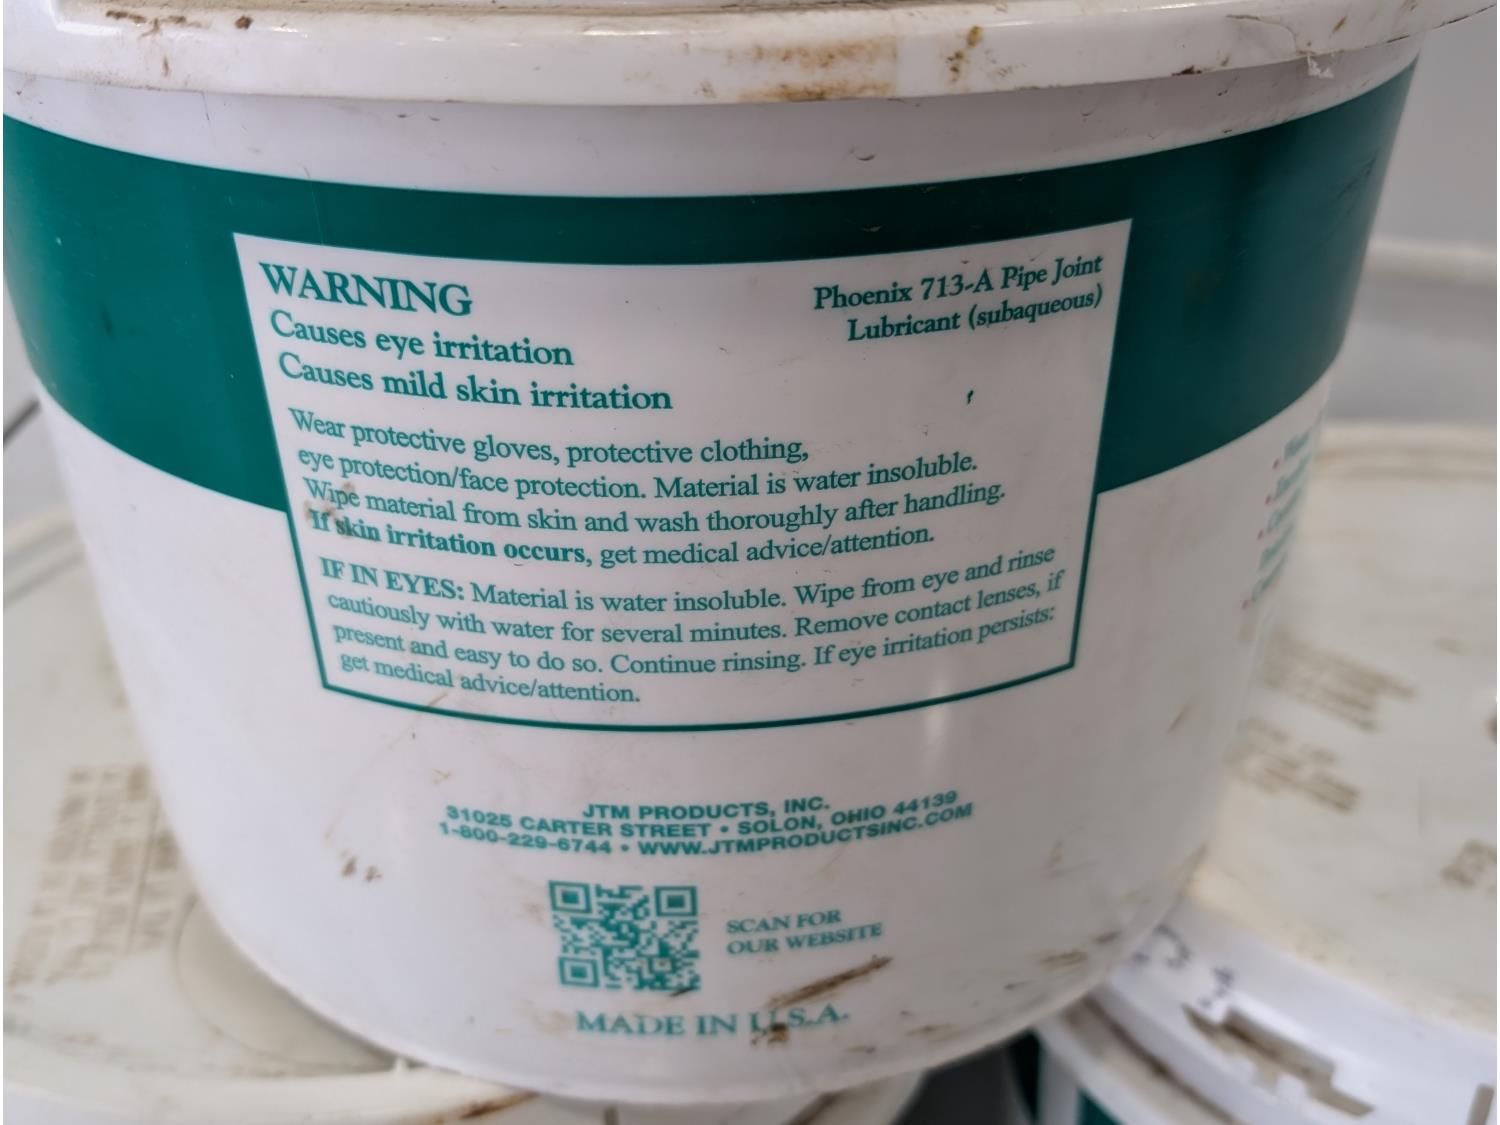 WARNING
Causes eye irritation
Causes mild skin irritation
Phoenix 713-A Pipe Joint
Lubricant (subaqueous)
Wear protective gloves, protective clothing,
eye protection/face protection. Material is water insoluble.
Wipe material from skin and wash thoroughly after handling.
If skin irritation occurs, get medical advice/attention.
IF IN EYES: Material is water insoluble. Wipe from eye and rinse
cautiously with water for several minutes. Remove contact lenses, if
present and easy to do so. Continue rinsing. If eye irritation persists:
get medical advice/attention.
JTM PRODUCTS, INC.
31025 CARTER STREET • SOLON, OHIO 44139
1-800-229-6744 • WWW.JTMPRODUCTSINC.COM
SCAN FOR
OUR WEBSITE
MADE IN U.S.A.